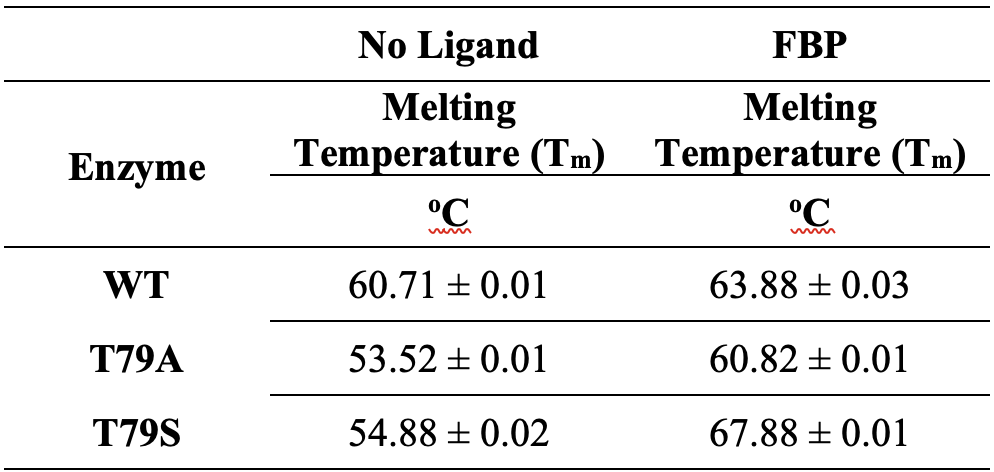 No Ligand FBP
Enzyme
Melting Temperature (Tm) Melting Temperature (Tm)
ºC ºC
WT 60.71 ± 0.01 63.88 ± 0.03
T79A 53.52 ± 0.01 60.82 ± 0.01
T79S 54.88 ± 0.02 67.88 ± 0.01